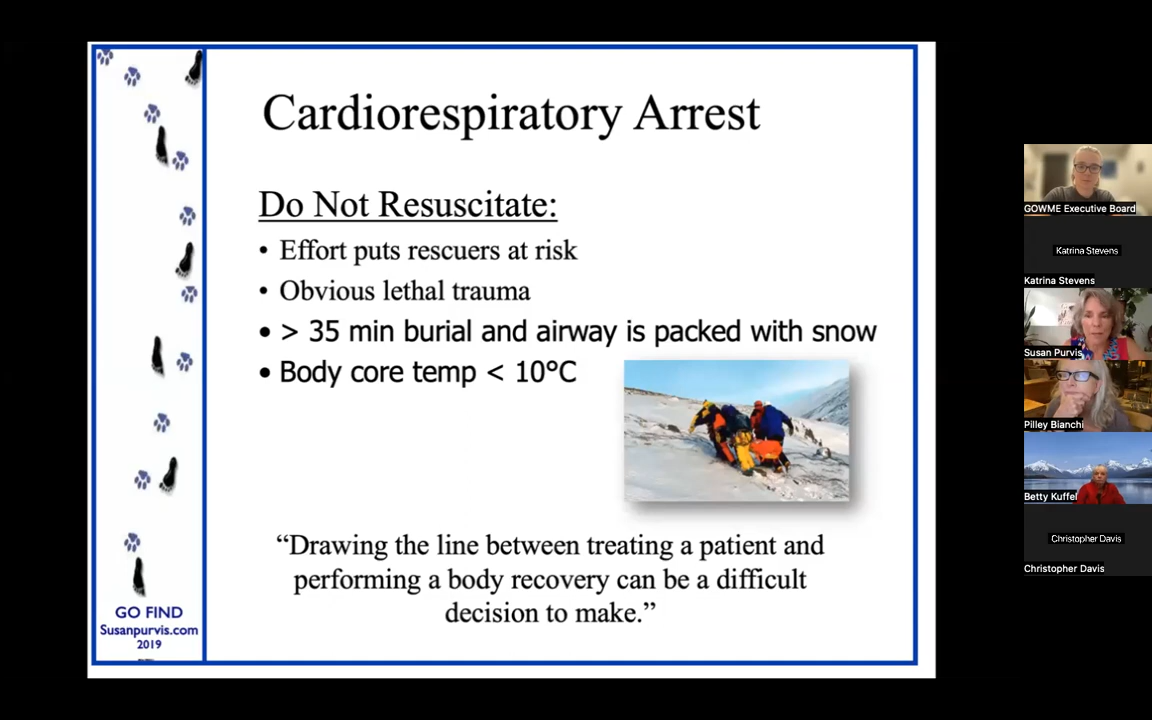 Cardiorespiratory Arrest
Do Not Resuscitate:
• Effort puts rescuers at risk
• Obvious lethal trauma
• > 35 min burial and airway is packed with snow
• Body core temp < 10°C
“Drawing the line between treating a patient and
performing a body recovery can be a difficult
decision to make.”
GO FIND
Susanpurvis.com
2019
GOWME Executive Board
Katrina Stevens
Katrina Stevens
Susan Purvis
Pilley Bianchi
Betty Kuffel
Christopher Davis
Christopher Davis